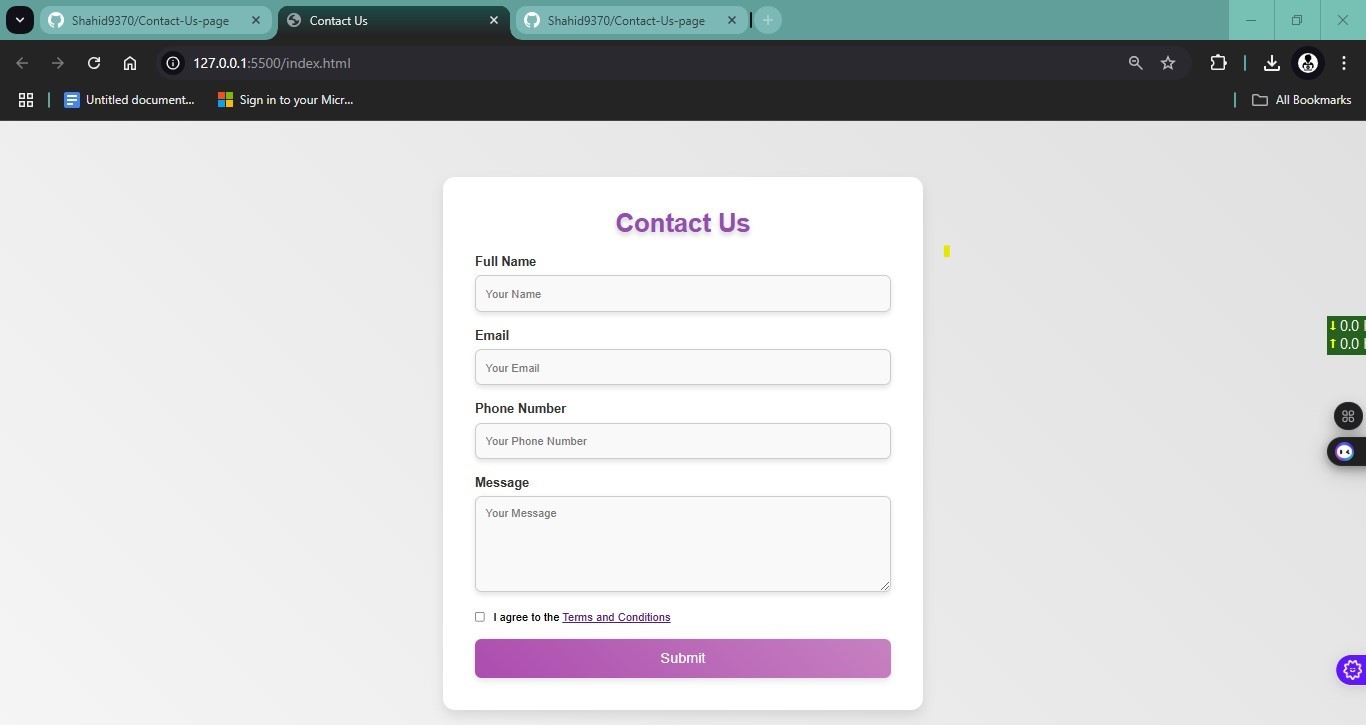 Shahid9370/Contact-Us-page
Contact Us
Shahid9370/Contact-Us-page
127.0.0.1:5500/index.html
Untitled document...
Sign in to your Micr...
All Bookmarks
Contact Us
Full Name
Your Name
Email
Your Email
Phone Number
Your Phone Number
Message
Your Message
I agree to the Terms and Conditions
Submit
0.0
0.0